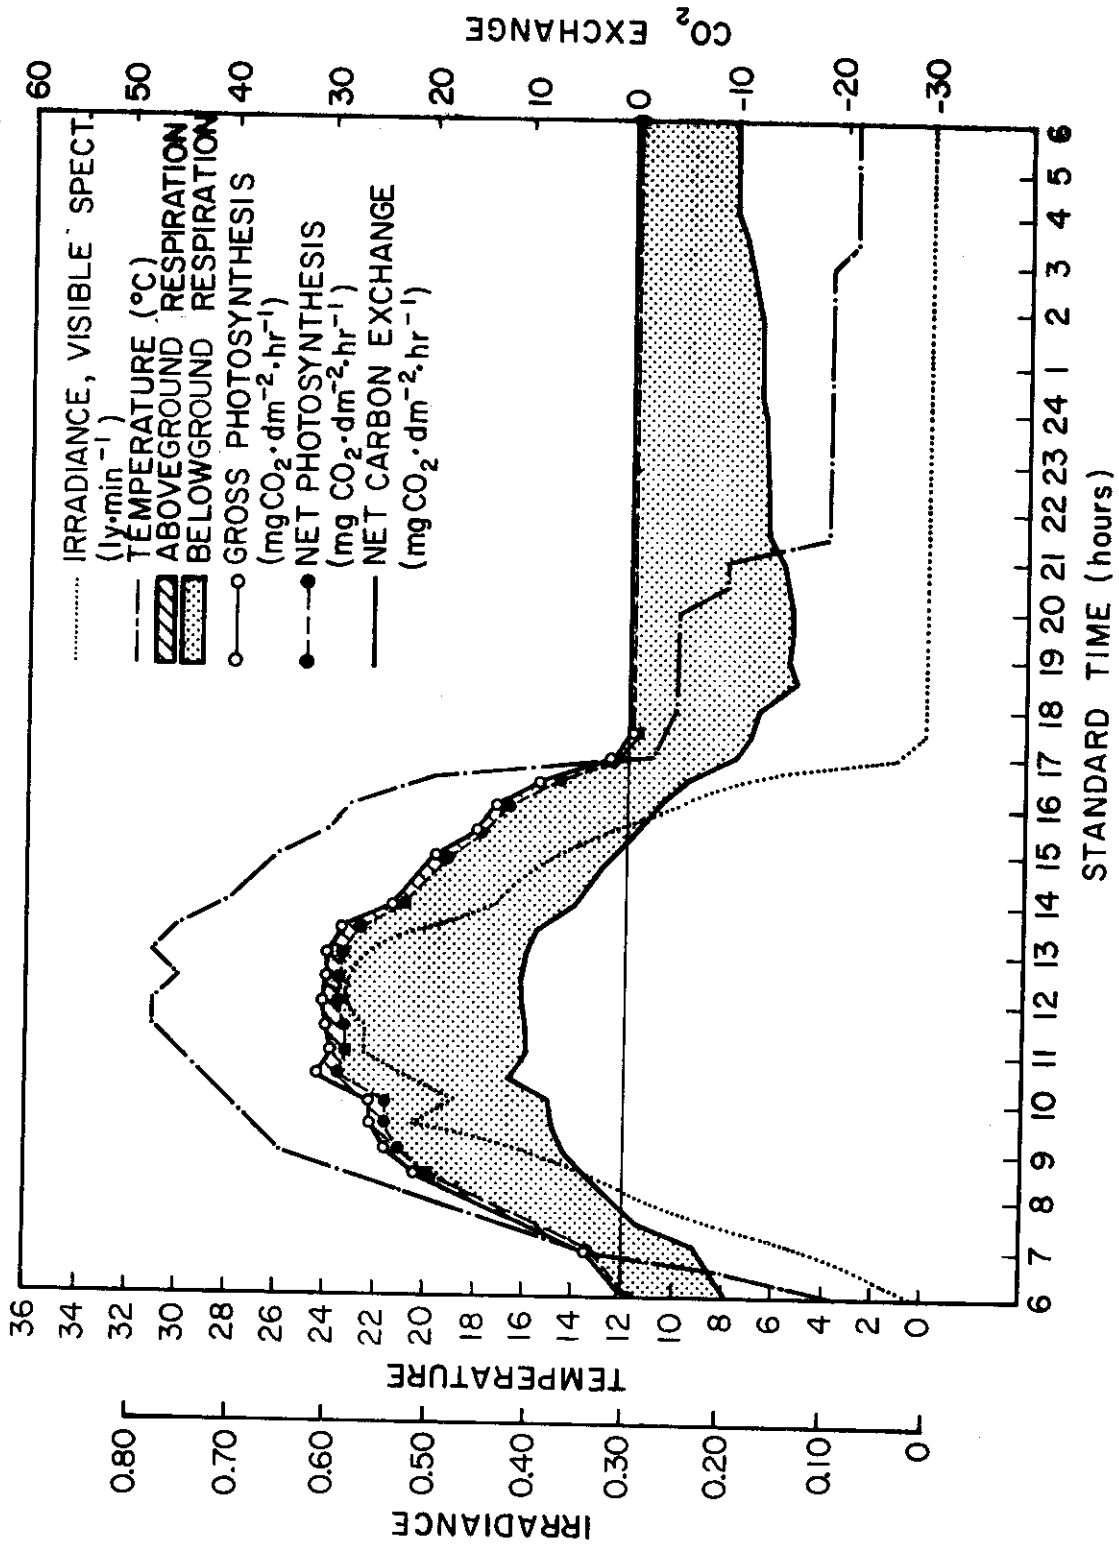 IRRADIANCE
0.80
0.60
0.50
0.40
0.30
0.20
0.10
0
TEMPERATURE
36
34
32
30
28
26
24
22
20
18
16
14
12
10
8
6
4
2
0
IRRADIANCE, VISIBLE SPECT.
(ly·min⁻¹)
TEMPERATURE (°C)
ABOVEGROUND RESPIRATION
BELOWGROUND RESPIRATION
GROSS PHOTOSYNTHESIS
(mgCO₂·dm⁻²·hr⁻¹)
NET PHOTOSYNTHESIS
(mg CO₂·dm⁻²·hr⁻¹)
NET CARBON EXCHANGE
(mgCO₂·dm⁻²·hr⁻¹)
60
50
40
30
20
10
0
-10
-20
-30
CO₂ EXCHANGE
6 7 8 9 10 11 12 13 14 15 16 17 18 19 20 21 22 23 24 1 2 3 4 5 6
STANDARD TIME (hours)